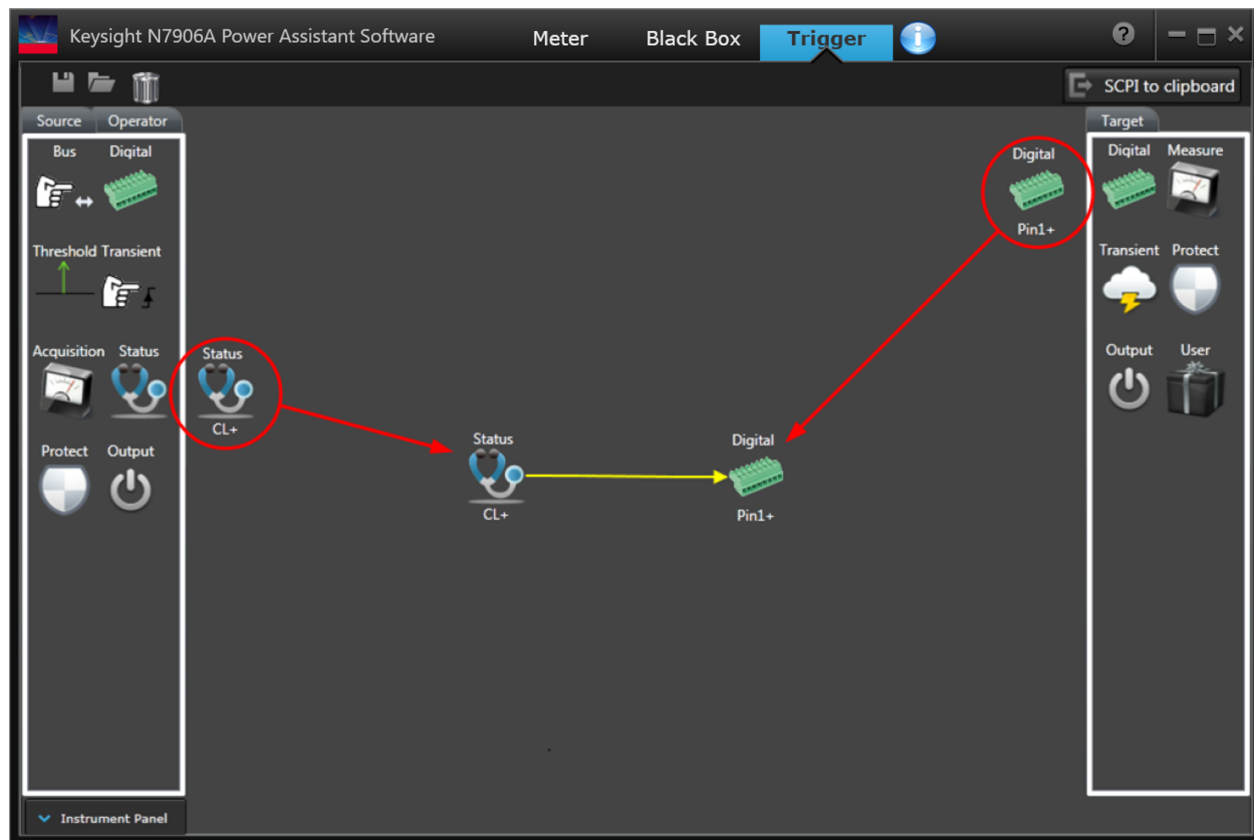 Keysight N7906A Power Assistant Software
Meter
Black Box
Trigger
i
?
SCPI to clipboard
Source
Operator
Bus
Digital
Threshold
Transient
Acquisition
Status
Protect
Output
Status
CL+
Status
CL+
Digital
Pin1+
Digital
Pin1+
Target
Digital
Measure
Transient
Protect
Output
User
Instrument Panel